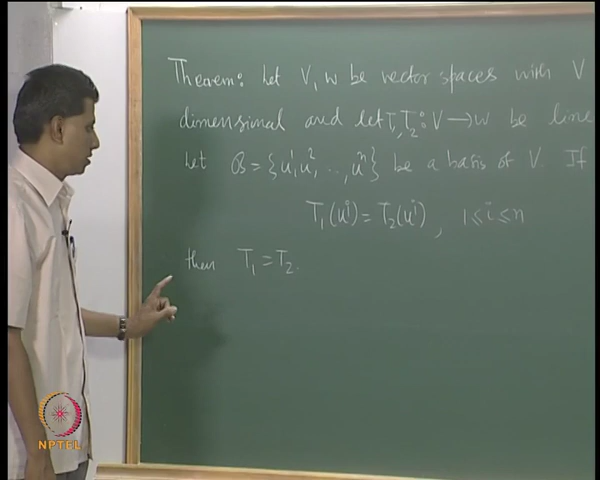 Theorem: Let V, W be vector spaces with V
dimensional and let T₁, T₂: V → W be line
Let B = {u¹, u², ..., uⁿ} be a basis of V. If
T₁(uⁱ) = T₂(uⁱ), 1 ≤ i ≤ n
then T₁ = T₂.
NPTEL